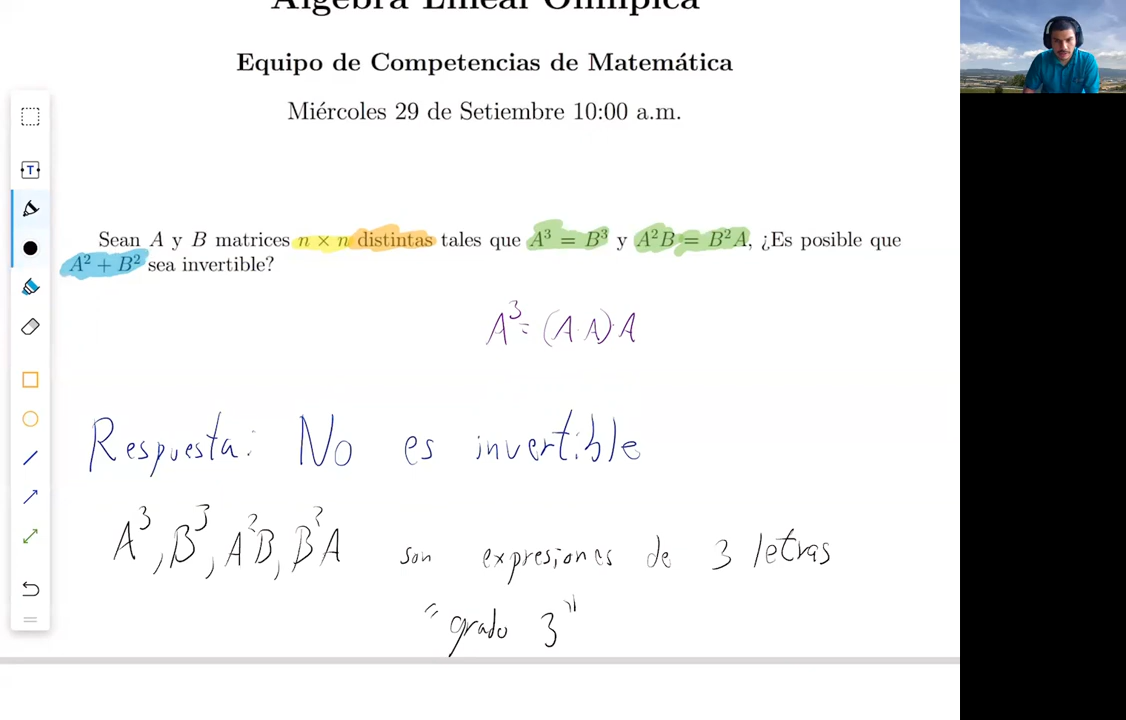 Álgebra Lineal Olímpica
Equipo de Competencias de Matemática
Miércoles 29 de Setiembre 10:00 a.m.
Sean A y B matrices n × n distintas tales que A³ = B³ y A²B = B²A, ¿Es posible que
A² + B² sea invertible?
A³ = (A·A)·A
Respuesta: No es invertible
A³, B³, A²B, B²A son expresiones de 3 letras
"grado 3"
T